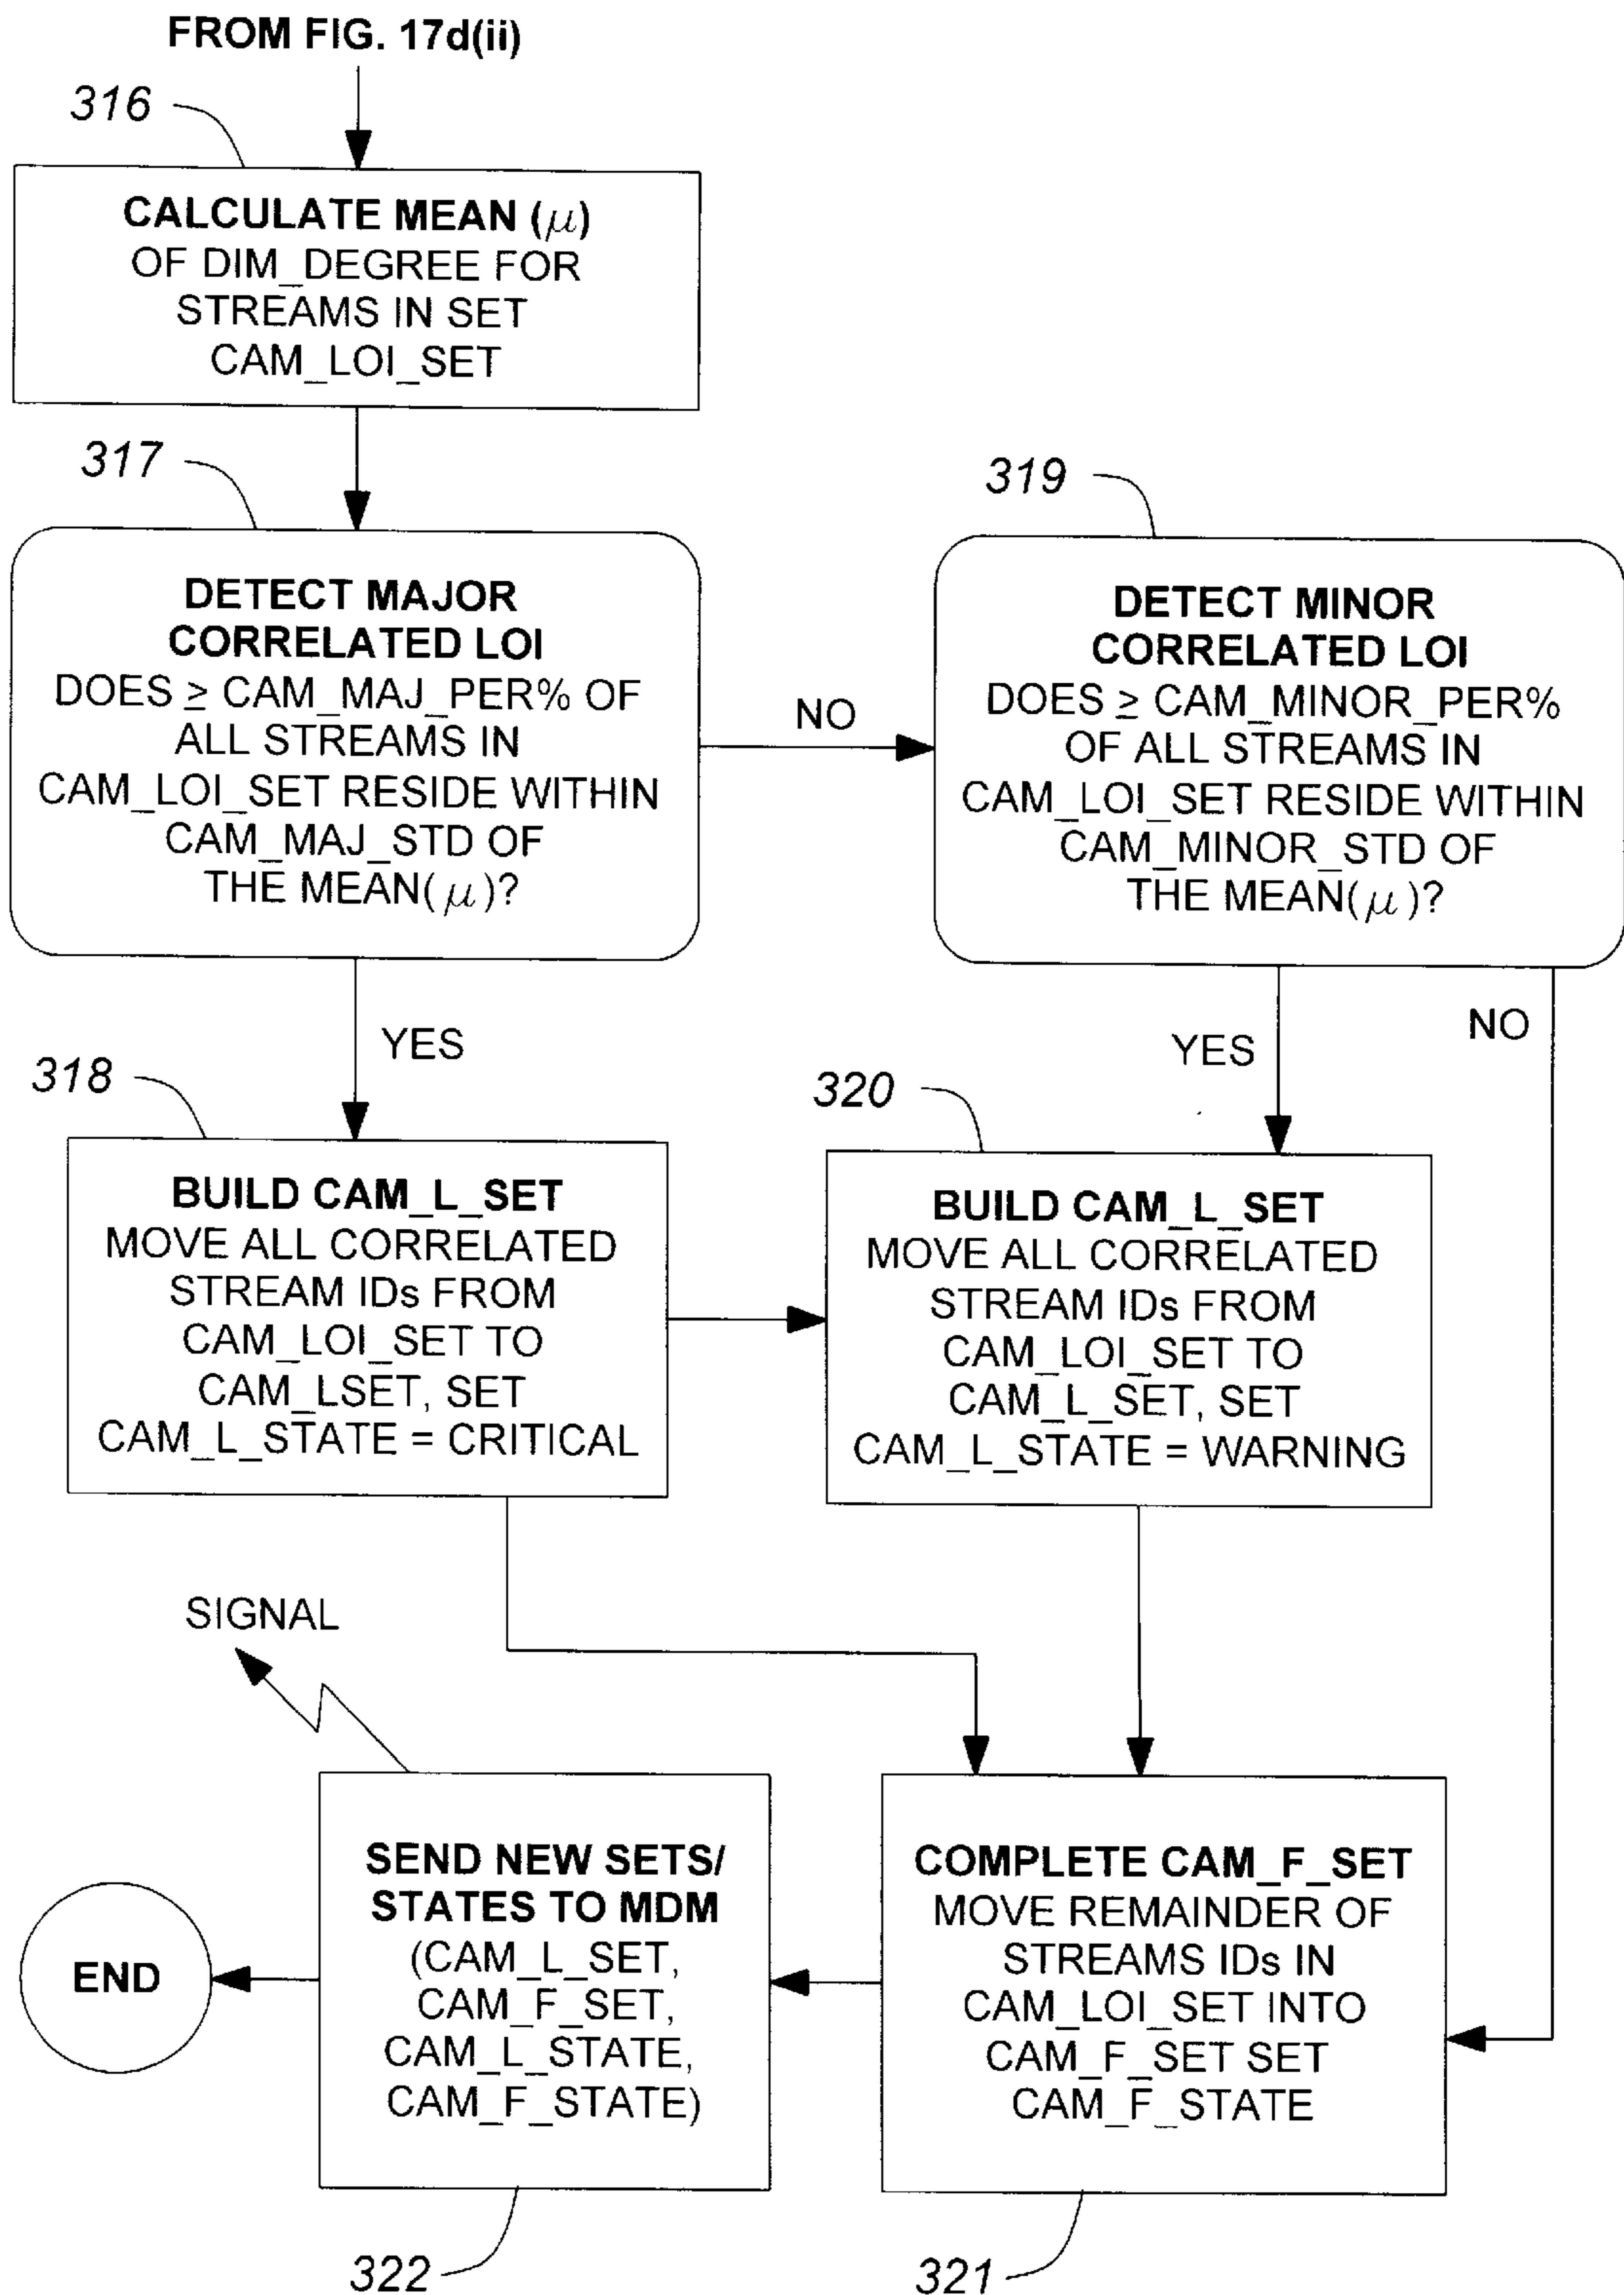 FROM FIG. 17d(ii)
316
CALCULATE MEAN (μ)
OF DIM_DEGREE FOR
STREAMS IN SET
CAM_LOI_SET
317
DETECT MAJOR
CORRELATED LOI
DOES ≥ CAM_MAJ_PER% OF
ALL STREAMS IN
CAM_LOI_SET RESIDE WITHIN
CAM_MAJ_STD OF
THE MEAN(μ)?
NO
319
DETECT MINOR
CORRELATED LOI
DOES ≥ CAM_MINOR_PER%
OF ALL STREAMS IN
CAM_LOI_SET RESIDE WITHIN
CAM_MINOR_STD OF
THE MEAN(μ)?
YES
YES
NO
318
BUILD CAM_L_SET
MOVE ALL CORRELATED
STREAM IDs FROM
CAM_LOI_SET TO
CAM_LSET, SET
CAM_L_STATE = CRITICAL
320
BUILD CAM_L_SET
MOVE ALL CORRELATED
STREAM IDs FROM
CAM_LOI_SET TO
CAM_L_SET, SET
CAM_L_STATE = WARNING
SIGNAL
END
SEND NEW SETS/
STATES TO MDM
(CAM_L_SET,
CAM_F_SET,
CAM_L_STATE,
CAM_F_STATE)
322
COMPLETE CAM_F_SET
MOVE REMAINDER OF
STREAMS IDs IN
CAM_LOI_SET INTO
CAM_F_SET SET
CAM_F_STATE
321